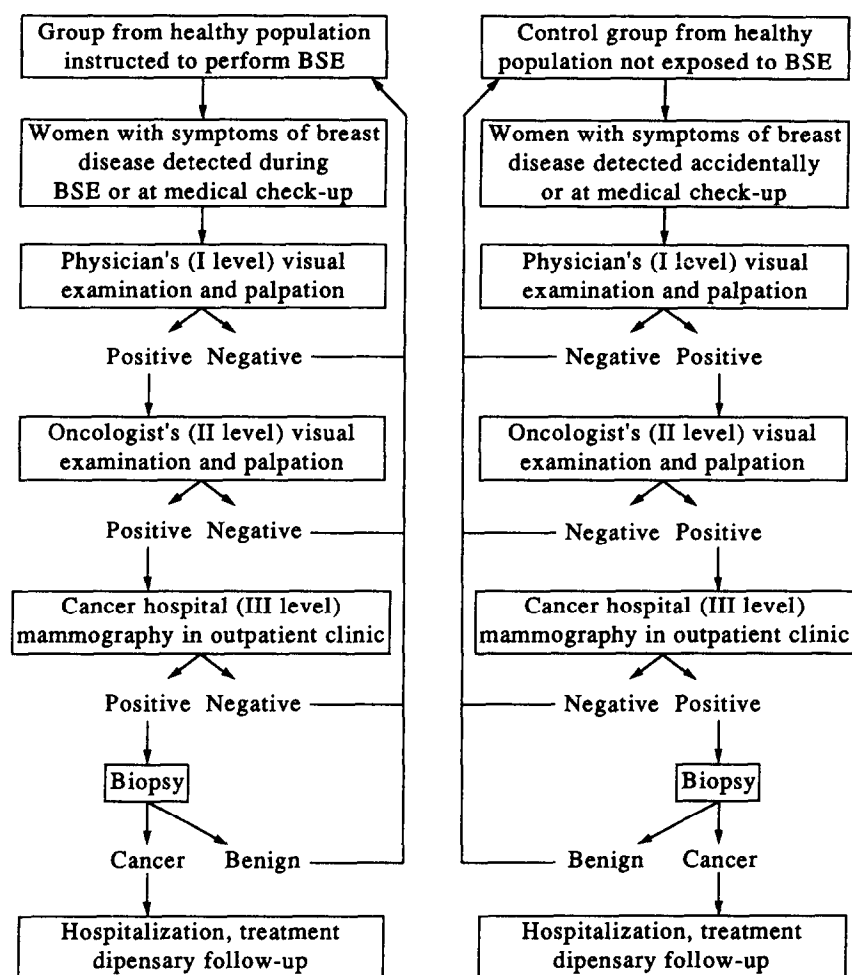 Group from healthy population
instructed to perform BSE
Women with symptoms of breast
disease detected during
BSE or at medical check-up
Physician's (I level) visual
examination and palpation
Positive Negative
Oncologist's (II level) visual
examination and palpation
Positive Negative
Cancer hospital (III level)
mammography in outpatient clinic
Positive Negative
Biopsy
Cancer Benign
Hospitalization, treatment
dipensary follow-up
Control group from healthy
population not exposed to BSE
Women with symptoms of breast
disease detected accidentally
or at medical check-up
Physician's (I level) visual
examination and palpation
Negative Positive
Oncologist's (II level) visual
examination and palpation
Negative Positive
Cancer hospital (III level)
mammography in outpatient clinic
Negative Positive
Biopsy
Benign Cancer
Hospitalization, treatment
dipensary follow-up